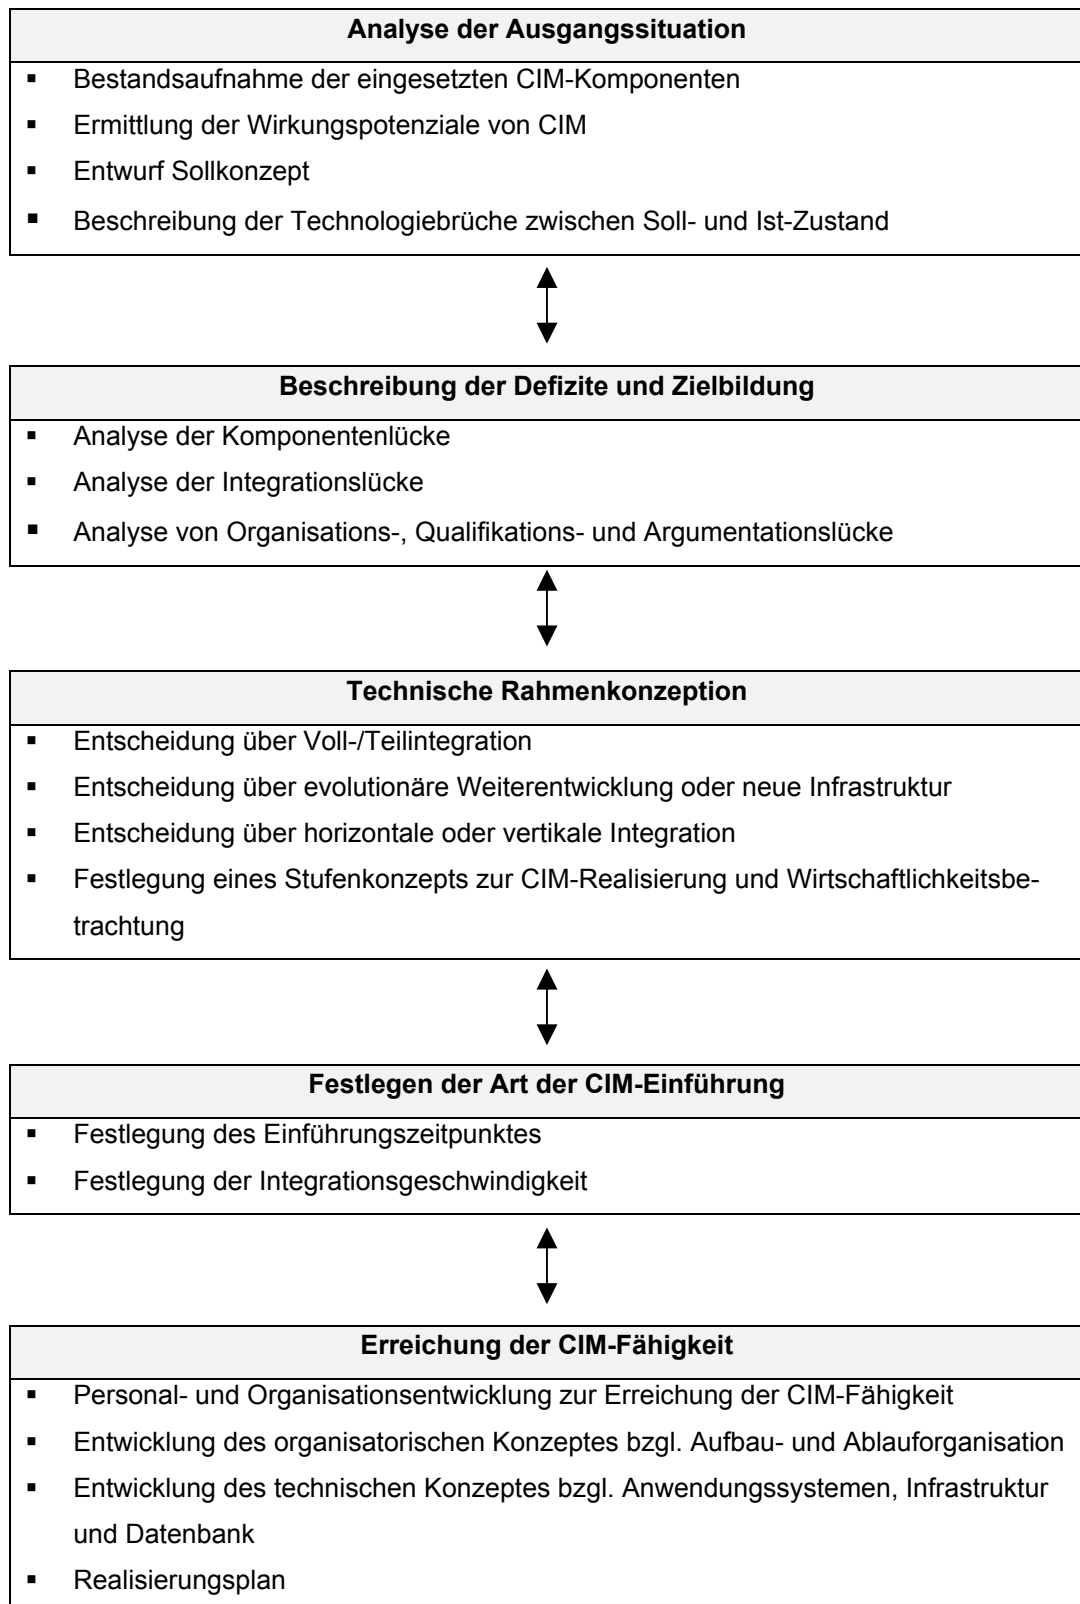 Analyse der Ausgangssituation
▪ Bestandsaufnahme der eingesetzten CIM-Komponenten
▪ Ermittlung der Wirkungspotenziale von CIM
▪ Entwurf Sollkonzept
▪ Beschreibung der Technologiebrüche zwischen Soll- und Ist-Zustand
Beschreibung der Defizite und Zielbildung
▪ Analyse der Komponentenlücke
▪ Analyse der Integrationslücke
▪ Analyse von Organisations-, Qualifikations- und Argumentationslücke
Technische Rahmenkonzeption
▪ Entscheidung über Voll-/Teilintegration
▪ Entscheidung über evolutionäre Weiterentwicklung oder neue Infrastruktur
▪ Entscheidung über horizontale oder vertikale Integration
▪ Festlegung eines Stufenkonzepts zur CIM-Realisierung und Wirtschaftlichkeitsbe-
trachtung
Festlegen der Art der CIM-Einführung
▪ Festlegung des Einführungszeitpunktes
▪ Festlegung der Integrationsgeschwindigkeit
Erreichung der CIM-Fähigkeit
▪ Personal- und Organisationsentwicklung zur Erreichung der CIM-Fähigkeit
▪ Entwicklung des organisatorischen Konzeptes bzgl. Aufbau- und Ablauforganisation
▪ Entwicklung des technischen Konzeptes bzgl. Anwendungssystemen, Infrastruktur
und Datenbank
▪ Realisierungsplan